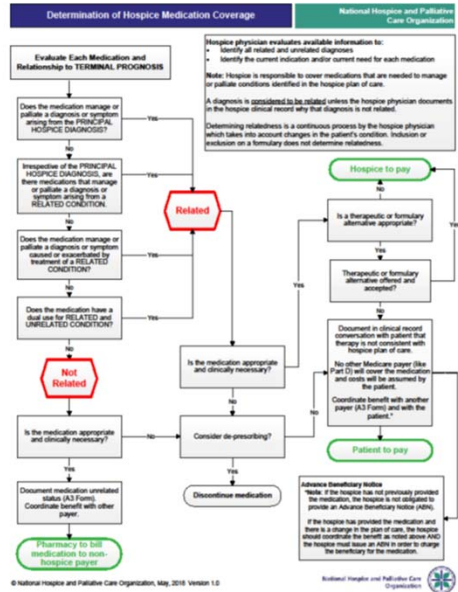 Determination of Hospice Medication Coverage
National Hospice and Palliative
Care Organization
Evaluate Each Medication and
Relationship to TERMINAL PROGNOSIS
Hospice physician evaluates available information to:
• Identify all related and unrelated diagnoses
• Identify the current indication and/or current need for each medication
Note: Hospice is responsible to cover medications that are needed to
manage or palliate conditions identified in the hospice plan of care.
A diagnosis is considered to be related unless the hospice physician documents
in the hospice clinical record why that diagnosis is not related.
Determining relatedness is a continuous process by the hospice physician
which takes into account changes in the patient's condition. Inclusion or
exclusion on a formulary does not determine relatedness.
Does the medication manage
or palliate a diagnosis or symptom
arising from the PRINCIPAL
HOSPICE DIAGNOSIS?
Yes
No
Irrespective of the PRINCIPAL
HOSPICE DIAGNOSIS, are
there medications that manage
or palliate a diagnosis or
symptom arising from a
RELATED CONDITION.
Yes
No
Does the medication manage or
palliate a diagnosis or symptom
caused or exacerbated by
treatment of a RELATED
CONDITION?
Yes
No
Does the medication have a
dual use for RELATED and
UNRELATED CONDITION?
Yes
No
Related
Not
Related
Is the medication appropriate
and clinically necessary?
No
Yes
Document medication unrelated
status (A3 Form).
Coordinate benefit with other
payer.
Pharmacy to bill
medication to non-
hospice payer
Is the medication appropriate
and clinically necessary?
Yes
No
Consider de-prescribing?
No
Yes
Discontinue medication
Hospice to pay
No
Is a therapeutic or formulary
alternative appropriate?
Yes
Therapeutic or formulary
alternative offered and
accepted?
Yes
No
Document in clinical record
conversation with patient that
therapy is not consistent with
hospice plan of care.
No other Medicare payer (like
Part D) will cover the medication
and costs will be assumed by the
patient.
Coordinate benefit with another
payer (A3 Form) and with the
patient.*
Patient to pay
Advance Beneficiary Notice
*Note: If the hospice has not previously provided
the medication, the hospice is not obligated to
provide an Advance Beneficiary Notice (ABN).
If the hospice has provided the medication and
there is a change in the plan of care, the hospice
should coordinate the benefit as noted above AND
the hospice must issue an ABN in order to charge
the beneficiary for the medication.
© National Hospice and Palliative Care Organization, May, 2016 Version 1.0
National Hospice and Palliative Care
Organization